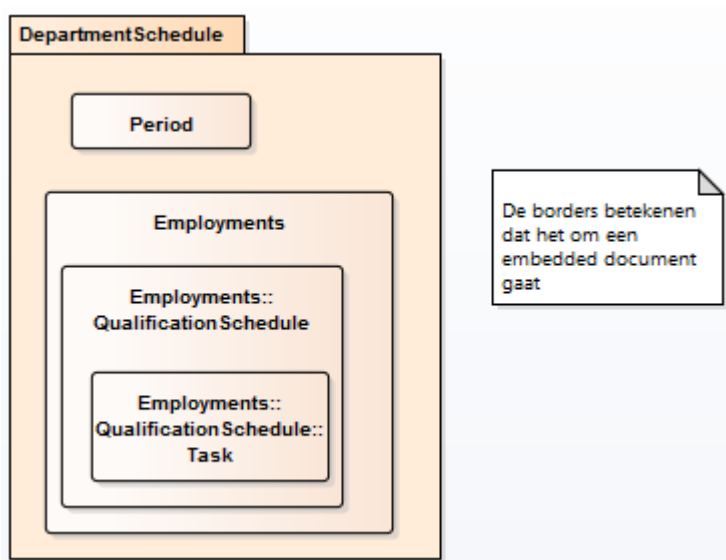 DepartmentSchedule
Period
Employments
Employments::
QualificationSchedule
Employments::
QualificationSchedule::
Task
De borders betekenen
dat het om een
embedded document
gaat